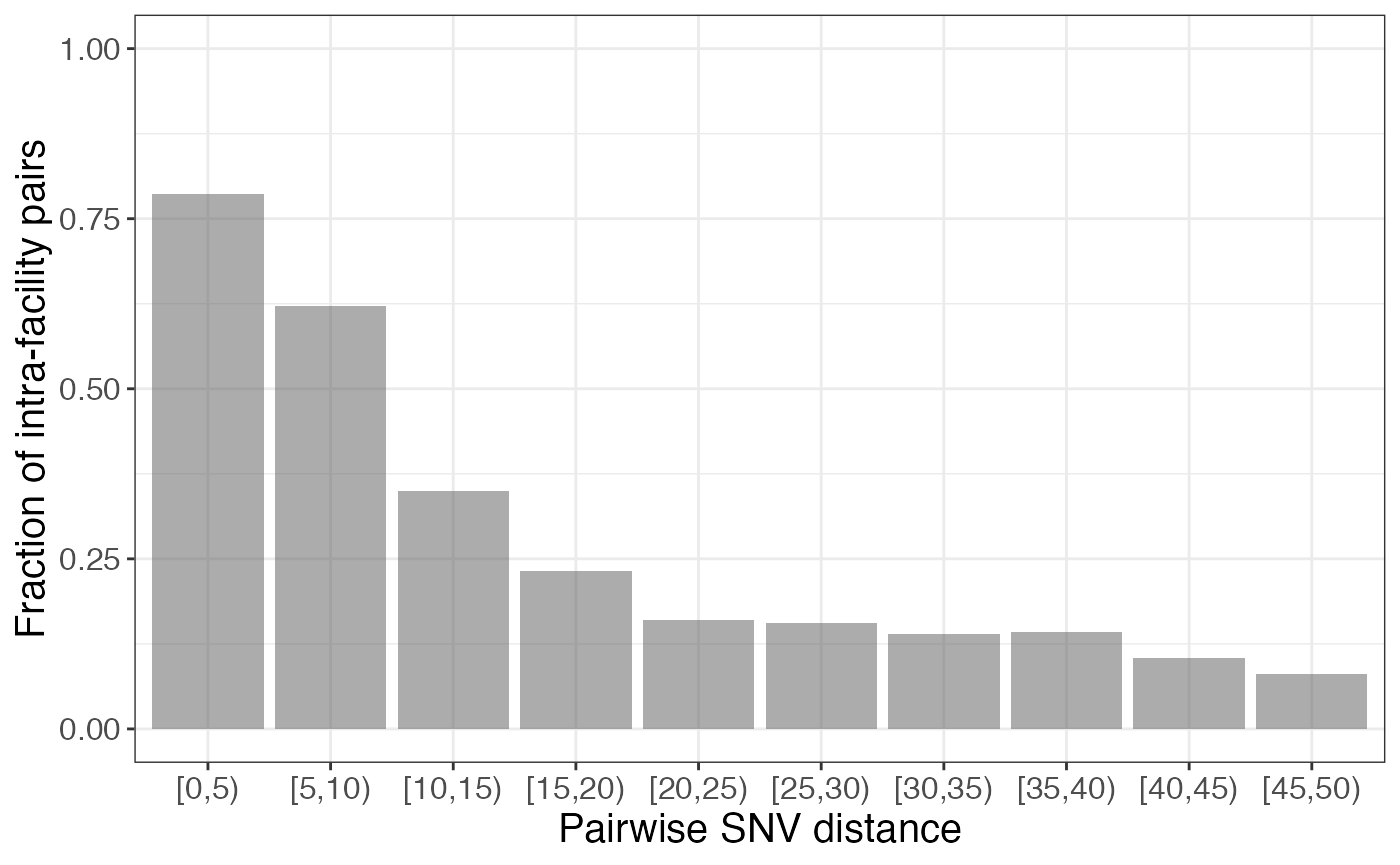 Fraction of intra-facility pairs
1.00
0.75
0.50
0.25
0.00
[0,5) [5,10) [10,15) [15,20) [20,25) [25,30) [30,35) [35,40) [40,45) [45,50)
Pairwise SNV distance